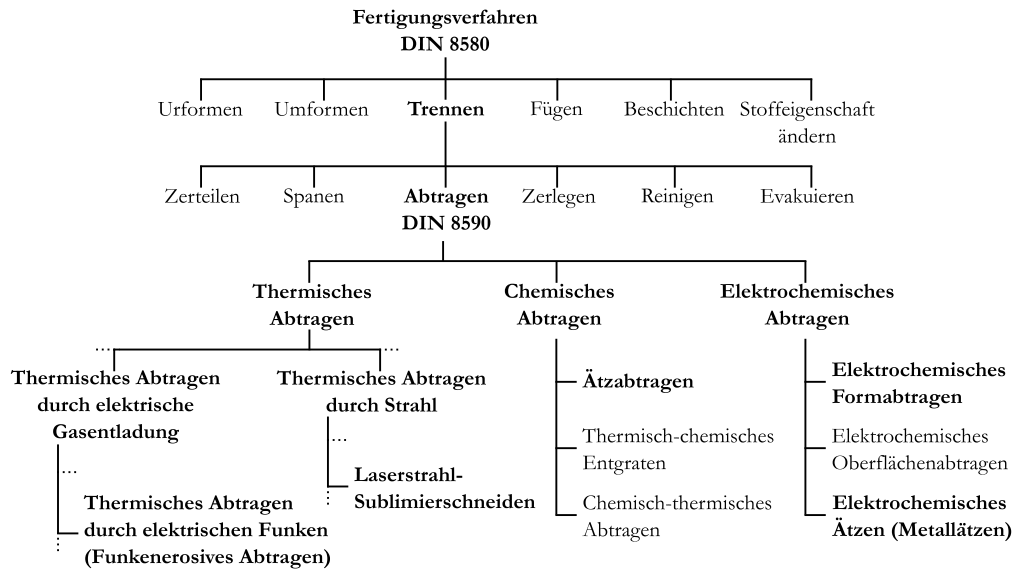 Fertigungsverfahren
DIN 8580
Urformen
Umformen
Trennen
Fügen
Beschichten
Stoffeigenschaft
ändern
Zerteilen
Spanen
Abtragen
DIN 8590
Zerlegen
Reinigen
Evakuieren
Thermisches
Abtragen
Chemisches
Abtragen
Elektrochemisches
Abtragen
Thermisches Abtragen
durch elektrische
Gasentladung
...
Thermisches Abtragen
durch elektrischen Funken
(Funkenerosives Abtragen)
Thermisches Abtragen
durch Strahl
...
Laserstrahl-
Sublimierschneiden
Ätzabtragen
Thermisch-chemisches
Entgraten
Chemisch-thermisches
Abtragen
Elektrochemisches
Formabtragen
Elektrochemisches
Oberflächenabtragen
Elektrochemisches
Ätzen (Metallätzen)